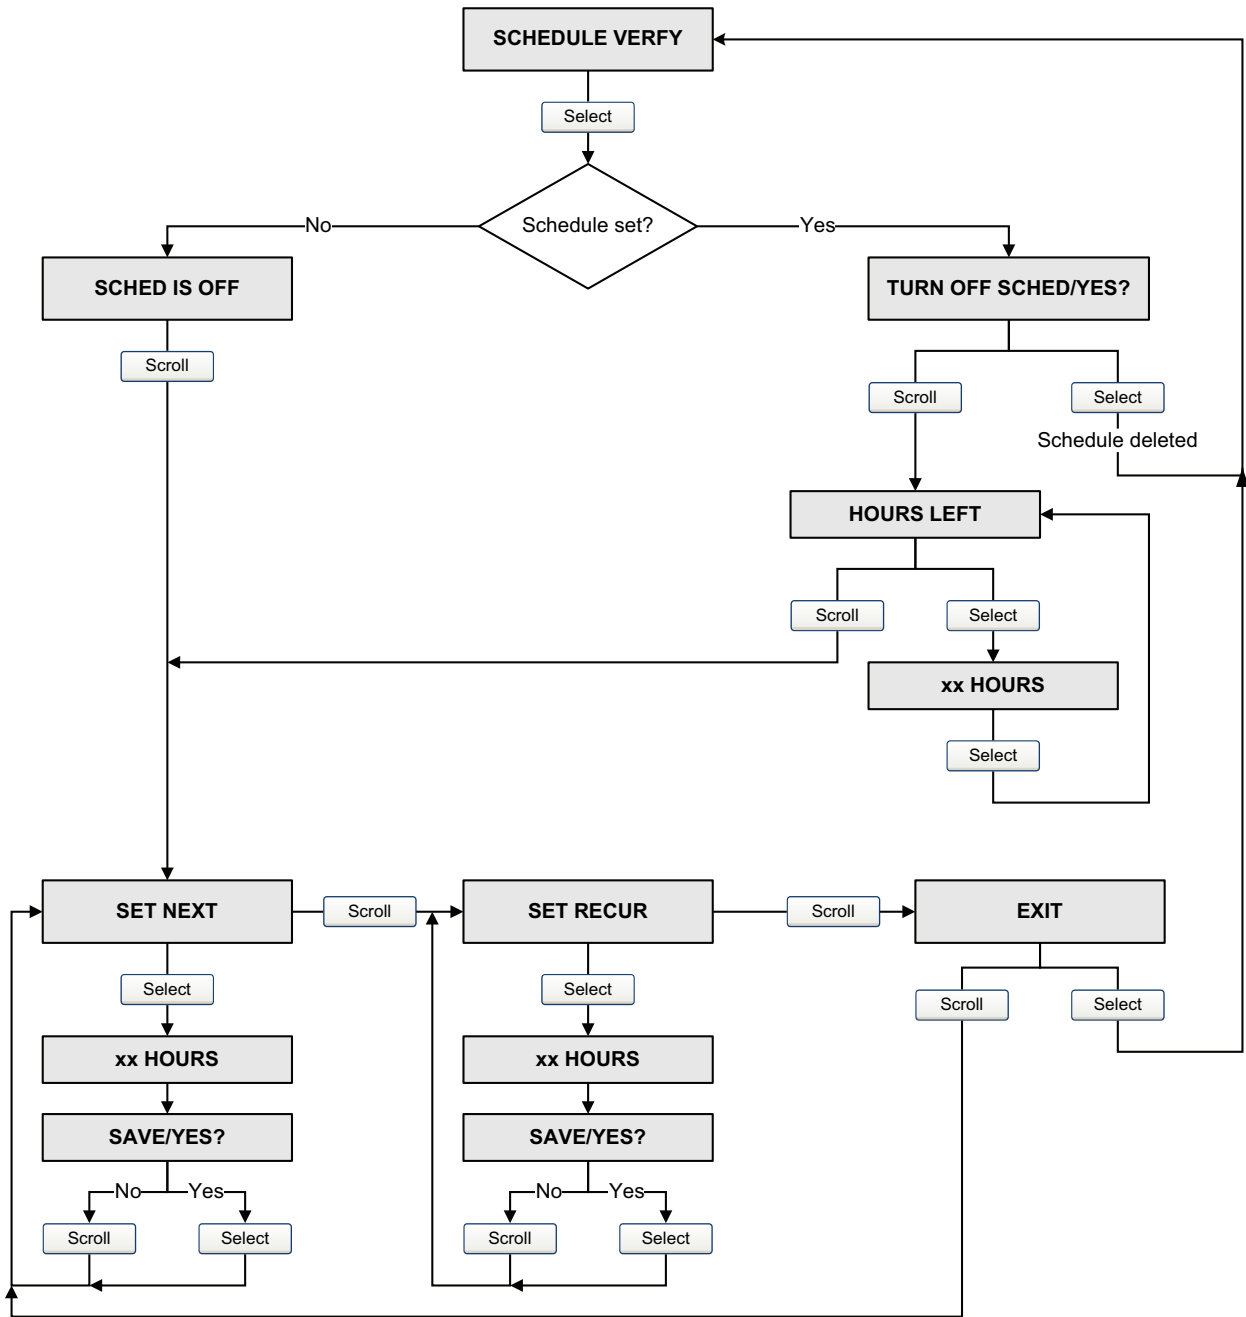 SCHEDULE VERFY
Select
Schedule set?
No
Yes
SCHED IS OFF
TURN OFF SCHED/YES?
Scroll
Scroll
Select
Schedule deleted
HOURS LEFT
Scroll
Select
xx HOURS
Select
SET NEXT
Scroll
SET RECUR
Scroll
EXIT
Select
Select
Scroll
Select
xx HOURS
xx HOURS
SAVE/YES?
SAVE/YES?
No
Yes
No
Yes
Scroll
Select
Scroll
Select